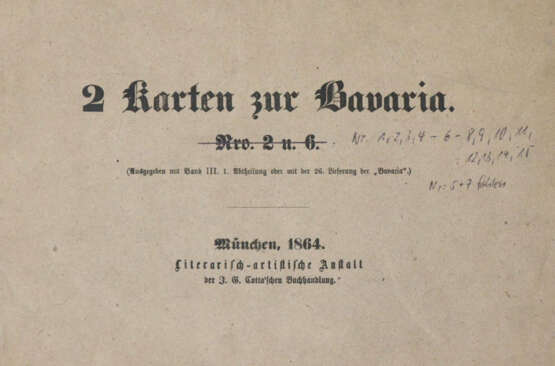 2 Karten zur Bavaria.
Nro. 2 u. 6.
Nr. 1, 2, 3, 4 - 6 - 8, 9, 10, 11,
12, 13, 14, 15
(Ausgegeben mit Band III. 1. Abtheilung oder mit der 26. Lieferung der „Bavaria“.)
Nr. 5 + 7 fehlen
München, 1864.
Literarisch-artistische Anstalt
der J. G. Cotta'schen Buchhandlung.